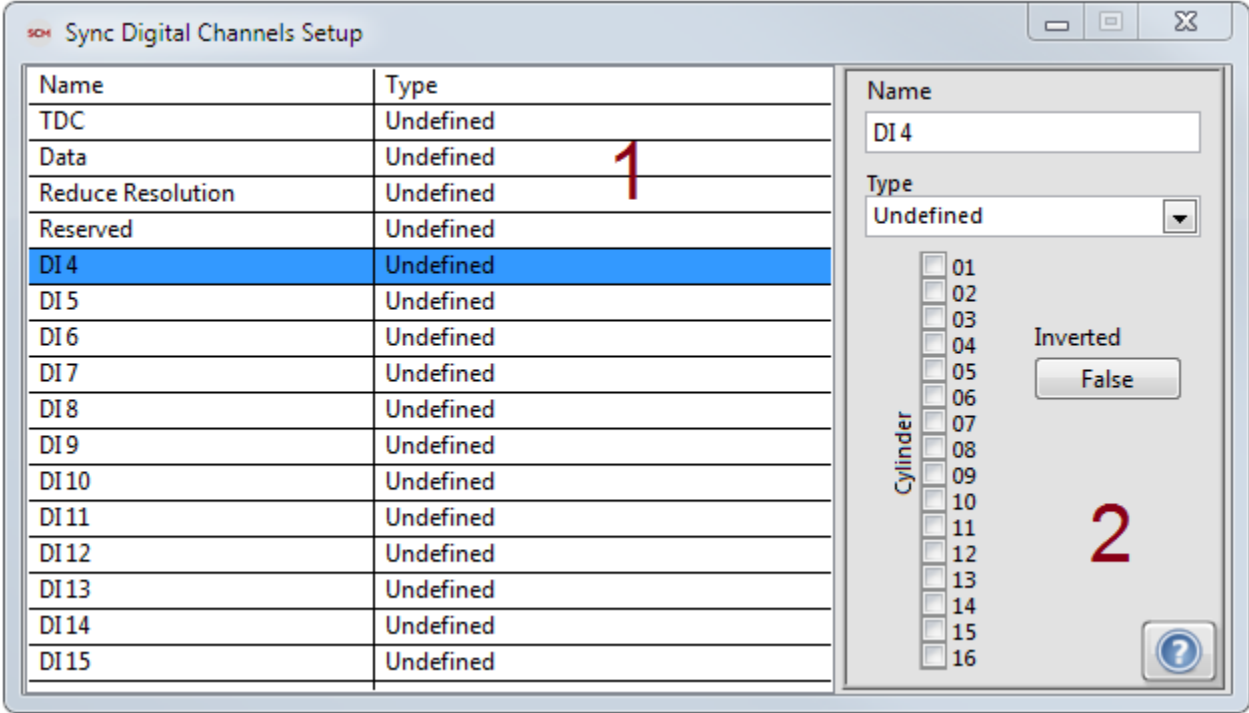 SCM Sync Digital Channels Setup
Name Type
TDC Undefined
Data Undefined
1
Reduce Resolution Undefined
Reserved Undefined
DI 4 Undefined
DI 5 Undefined
DI 6 Undefined
DI 7 Undefined
DI 8 Undefined
DI 9 Undefined
DI 10 Undefined
DI 11 Undefined
DI 12 Undefined
DI 13 Undefined
DI 14 Undefined
DI 15 Undefined
Name
DI 4
Type
Undefined
Cylinder
01
02
03
04
05
06
07
08
09
10
11
12
13
14
15
16
Inverted
False
2
?